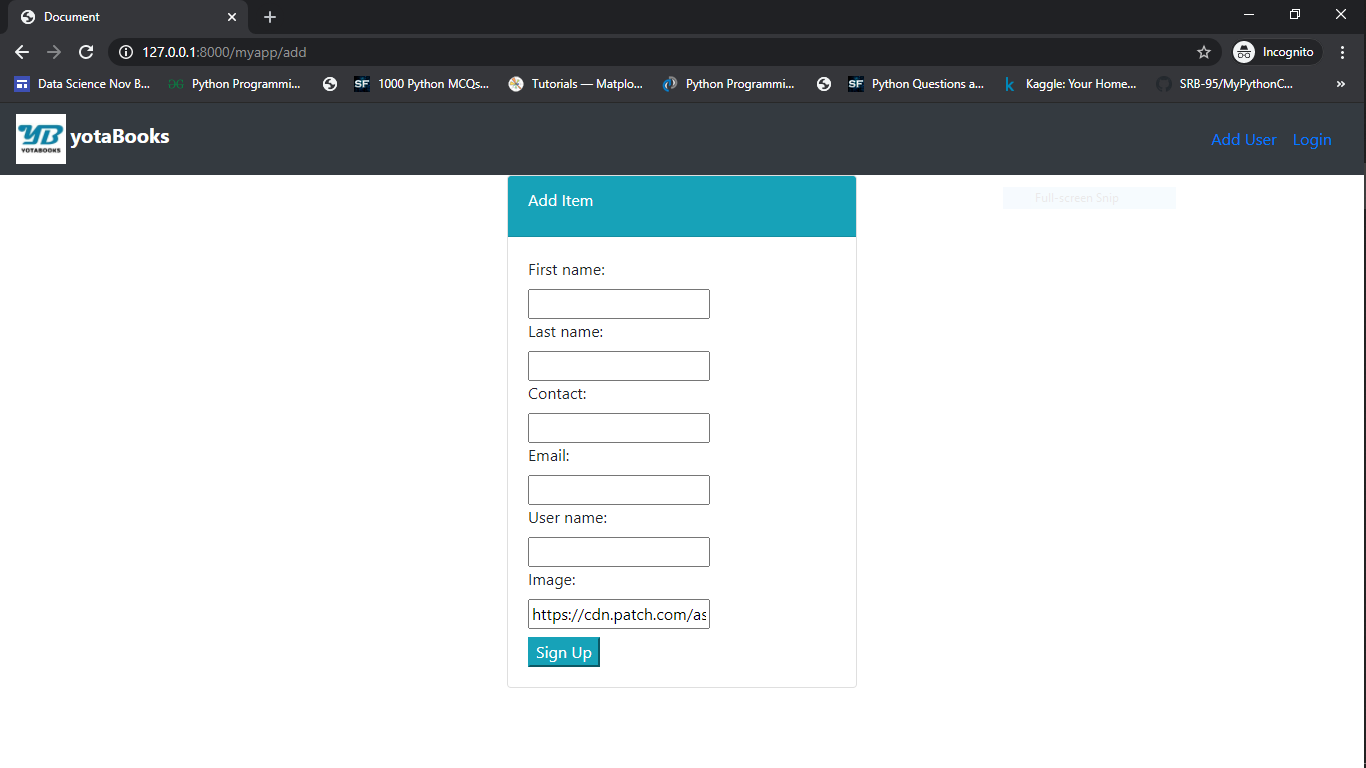 Document
127.0.0.1:8000/myapp/add
Incognito
Data Science Nov B...
Python Programmi...
SF 1000 Python MCQs...
Tutorials — Matplo...
Python Programmi...
SF Python Questions a...
k Kaggle: Your Home...
SRB-95/MyPythonC...
»
YB
YOTABOOKS
yotaBooks
Add User Login
Add Item
Full-screen Snip
First name:
Last name:
Contact:
Email:
User name:
Image:
https://cdn.patch.com/as
Sign Up